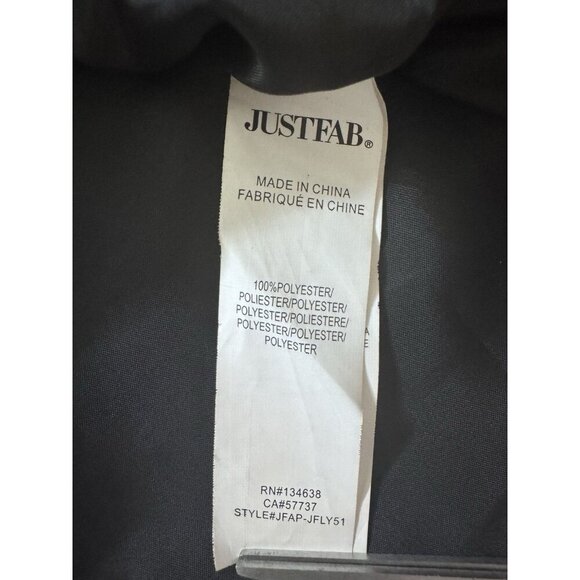 JUSTFAB®
MADE IN CHINA
FABRIQUÉ EN CHINE
100%POLYESTER/
POLIESTER/POLYESTER/
POLYESTER/POLIESTERE/
POLYESTER/POLYESTER/
POLYESTER
A
E
RN#134638
CA#57737
STYLE#JFAP-JFLY51